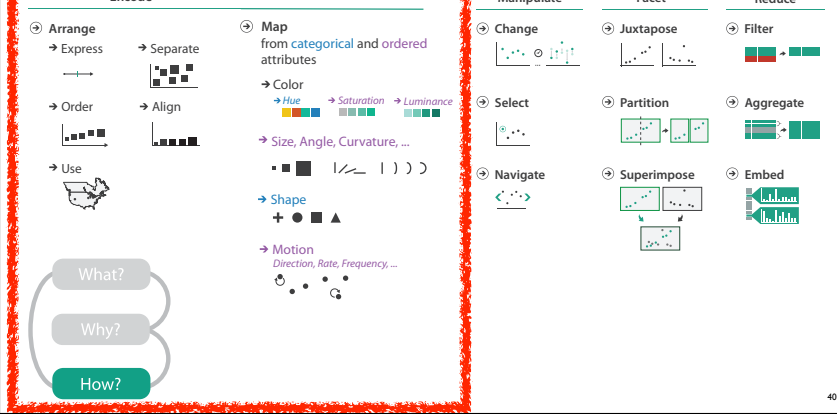 Encode
Arrange
Express
Separate
Order
Align
Use
Map
from categorical and ordered
attributes
Color
Hue
Saturation
Luminance
Size, Angle, Curvature, ...
Shape
Motion
Direction, Rate, Frequency, ...
What?
Why?
How?
Manipulate
Facet
Reduce
Change
Juxtapose
Filter
...
Select
Partition
Aggregate
Navigate
Superimpose
Embed